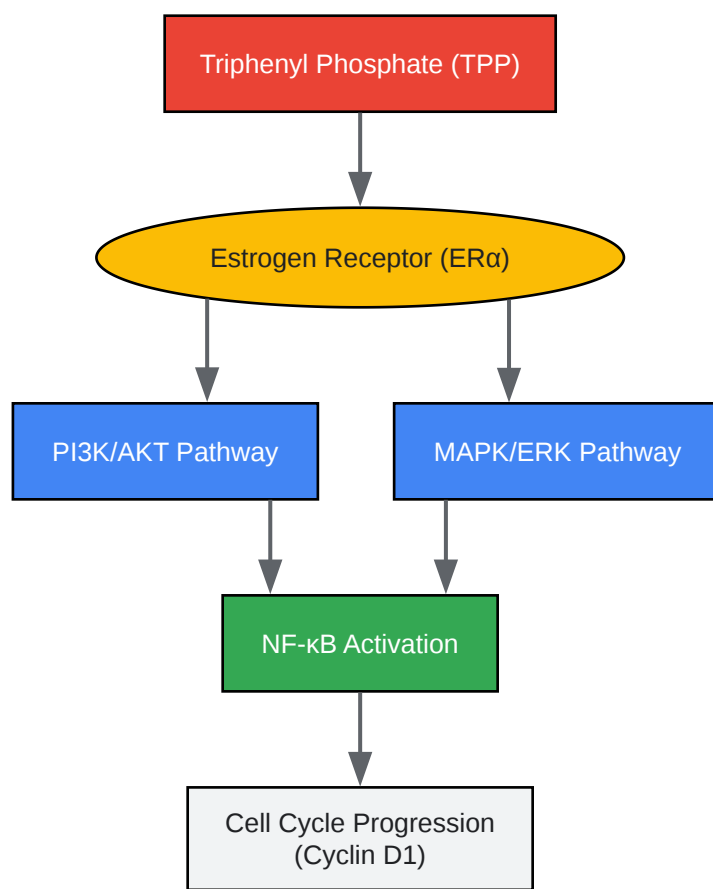 Triphenyl Phosphate (TPP)
Estrogen Receptor (ERα)
PI3K/AKT Pathway
MAPK/ERK Pathway
NF-κB Activation
Cell Cycle Progression
(Cyclin D1)